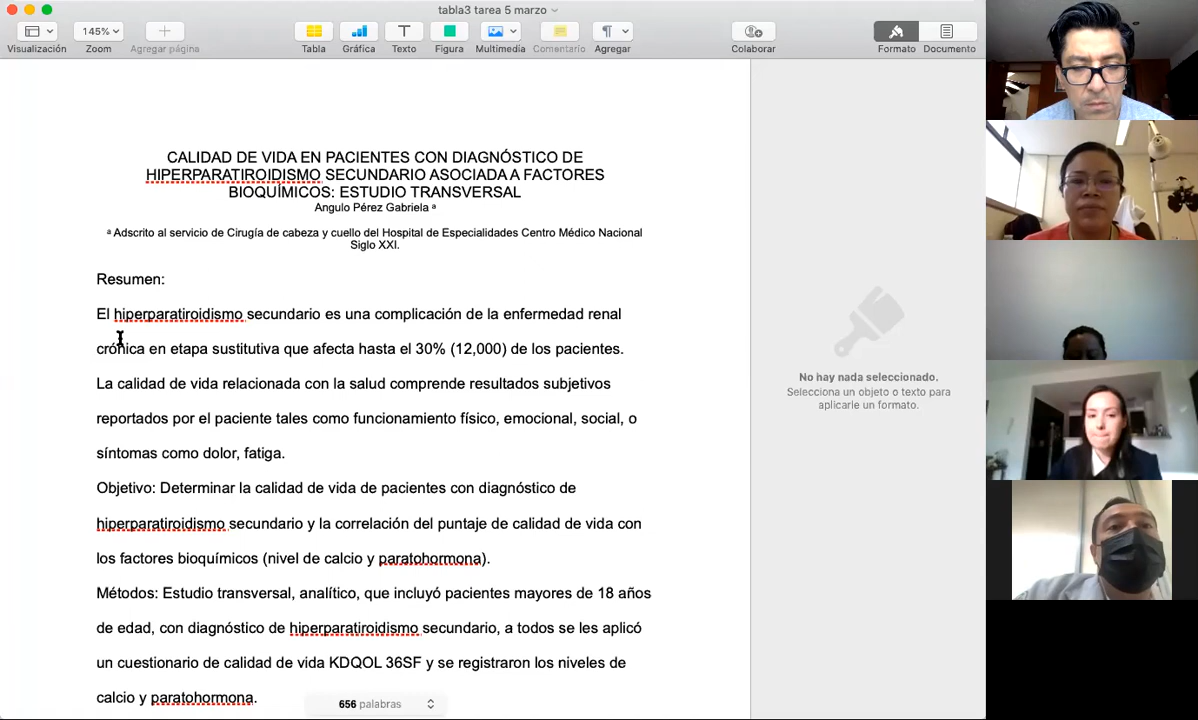 tabla3 tarea 5 marzo
145%
Visualización Zoom Agregar página Tabla Gráfica Texto Figura Multimedia Comentario Agregar Colaborar Formato Documento
CALIDAD DE VIDA EN PACIENTES CON DIAGNÓSTICO DE
HIPERPARATIROIDISMO SECUNDARIO ASOCIADA A FACTORES
BIOQUÍMICOS: ESTUDIO TRANSVERSAL
Angulo Pérez Gabriela ª
ª Adscrito al servicio de Cirugía de cabeza y cuello del Hospital de Especialidades Centro Médico Nacional
Siglo XXI.
Resumen:
El hiperparatiroidismo secundario es una complicación de la enfermedad renal
crónica en etapa sustitutiva que afecta hasta el 30% (12,000) de los pacientes.
La calidad de vida relacionada con la salud comprende resultados subjetivos
reportados por el paciente tales como funcionamiento físico, emocional, social, o
síntomas como dolor, fatiga.
Objetivo: Determinar la calidad de vida de pacientes con diagnóstico de
hiperparatiroidismo secundario y la correlación del puntaje de calidad de vida con
los factores bioquímicos (nivel de calcio y paratohormona).
Métodos: Estudio transversal, analítico, que incluyó pacientes mayores de 18 años
de edad, con diagnóstico de hiperparatiroidismo secundario, a todos se les aplicó
un cuestionario de calidad de vida KDQOL 36SF y se registraron los niveles de
calcio y paratohormona.
656 palabras
No hay nada seleccionado.
Selecciona un objeto o texto para
aplicarle un formato.